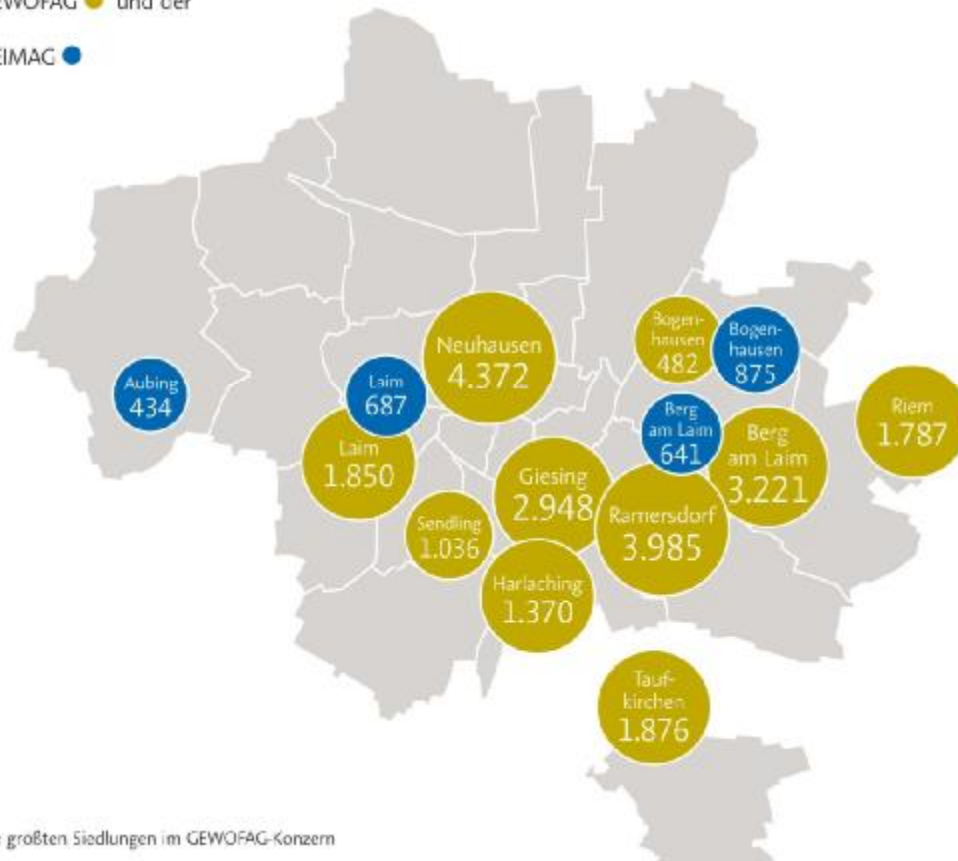 EWOFAG und der
EIMAG
Neuhausen
4.372
Bogen-
hausen
482
Bogen-
hausen
875
Aubing
434
Laim
687
Laim
1.850
Berg
am Laim
641
Berg
am Laim
3.221
Riem
1.787
Giesing
2.948
Sendling
1.036
Ramersdorf
3.985
Harlaching
1.370
Tauf-
kirchen
1.876
größten Siedlungen im GEWOFAG-Konzern